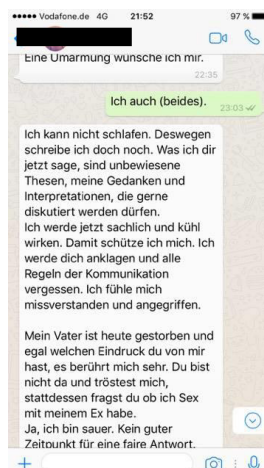 ●●●●● Vodafone.de 4G 21:52 97 %
Eine Umarmung wünsche ich mir.
22:35
Ich auch (beides).
23:03
Ich kann nicht schlafen. Deswegen
schreibe ich doch noch. Was ich dir
jetzt sage, sind unbewiesene
Thesen, meine Gedanken und
Interpretationen, die gerne
diskutiert werden dürfen.
Ich werde jetzt sachlich und kühl
wirken. Damit schütze ich mich. Ich
werde dich anklagen und alle
Regeln der Kommunikation
vergessen. Ich fühle mich
missverstanden und angegriffen.
Mein Vater ist heute gestorben und
egal welchen Eindruck du von mir
hast, es berührt mich sehr. Du bist
nicht da und tröstest mich,
stattdessen fragst du ob ich Sex
mit meinem Ex habe.
Ja, ich bin sauer. Kein guter
Zeitpunkt für eine faire Antwort.